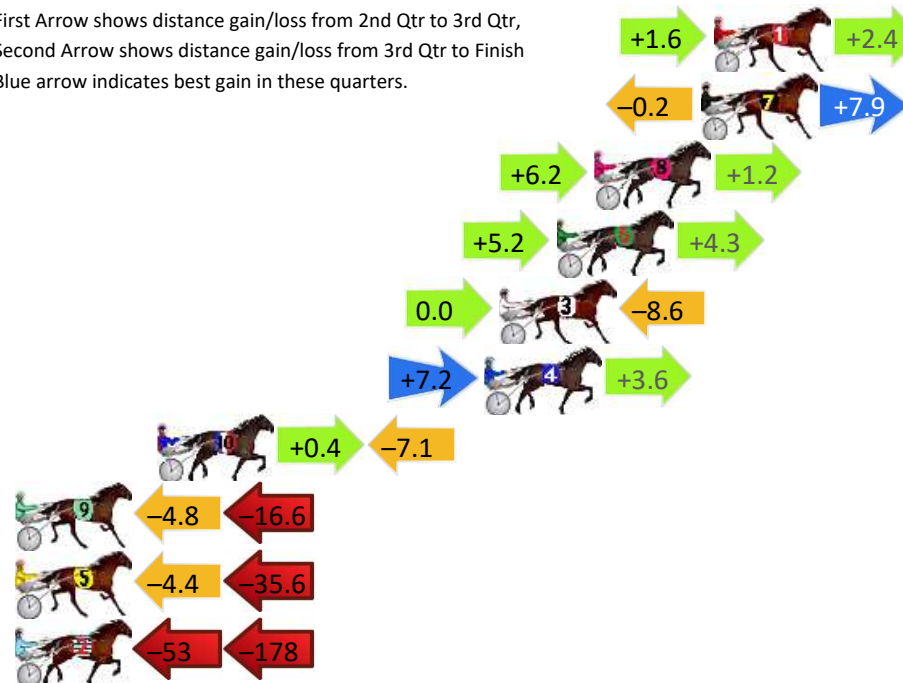 First Arrow shows distance gain/loss from 2nd Qtr to 3rd Qtr,
Second Arrow shows distance gain/loss from 3rd Qtr to Finish
Blue arrow indicates best gain in these quarters.
+1.6 1 +2.4
–0.2 7 +7.9
+6.2 8 +1.2
+5.2 6 +4.3
0.0 3 –8.6
+7.2 4 +3.6
10 +0.4 –7.1
9 –4.8 –16.6
5 –4.4 –35.6
2 –53 –178